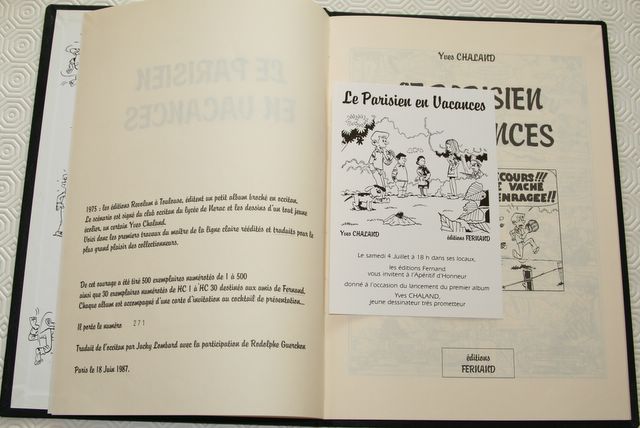 1975 : les éditions Revolum à Toulouse, éditent un petit album broché en occitan.
Le scénario est signé du club occitan du lycée de Nérac et les dessins d'un tout jeune
écolier, un certain Yves Chaland.
Voici donc les premiers travaux du maître de la ligne claire réédités et traduits pour le
plus grand plaisir des collectionneurs.
De cet ouvrage a été tiré 500 exemplaires numérotés de 1 à 500
ainsi que 30 exemplaires numérotés de HC 1 à HC 30 destinés aux amis de Fernand.
Chaque album est accompagné d'une carte d'invitation au cocktail de présentation...
Il porte le numéro 271
Traduit de l'occitan par Jacky Lombard avec la participation de Rodolphe Guerchen
Paris le 18 Juin 1987.
Le Parisien en Vacances
Yves CHALAND
éditions FERNAND
Le samedi 4 Juillet à 18 h dans ses locaux,
les éditions Fernand
vous invitent à l'Apéritif d'Honneur
donné à l'occasion du lancement du premier album
Yves CHALAND,
jeune dessinateur très prometteur
Yves CHALAND
PARISIEN
NCES
COURS!!!
VACHE
ENRAGEE!!
éditions
FERNAND